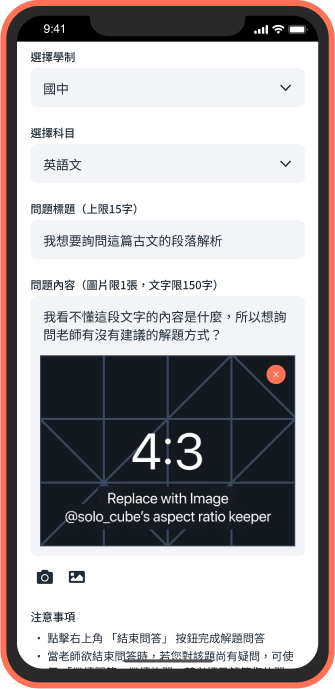 9:41
選擇學制
國中
選擇科目
英語文
問題標題（上限15字）
我想要詢問這篇古文的段落解析
問題內容（圖片限1張，文字限150字）
我看不懂這段文字的內容是什麼，所以想詢
問老師有沒有建議的解題方式？
4:3
Replace with Image
@solo_cube's aspect ratio keeper
注意事項
・ 點擊右上角 「結束問答」 按鈕完成解題問答
・ 當老師欲結束問答時，若您對該題尚有疑問，可使